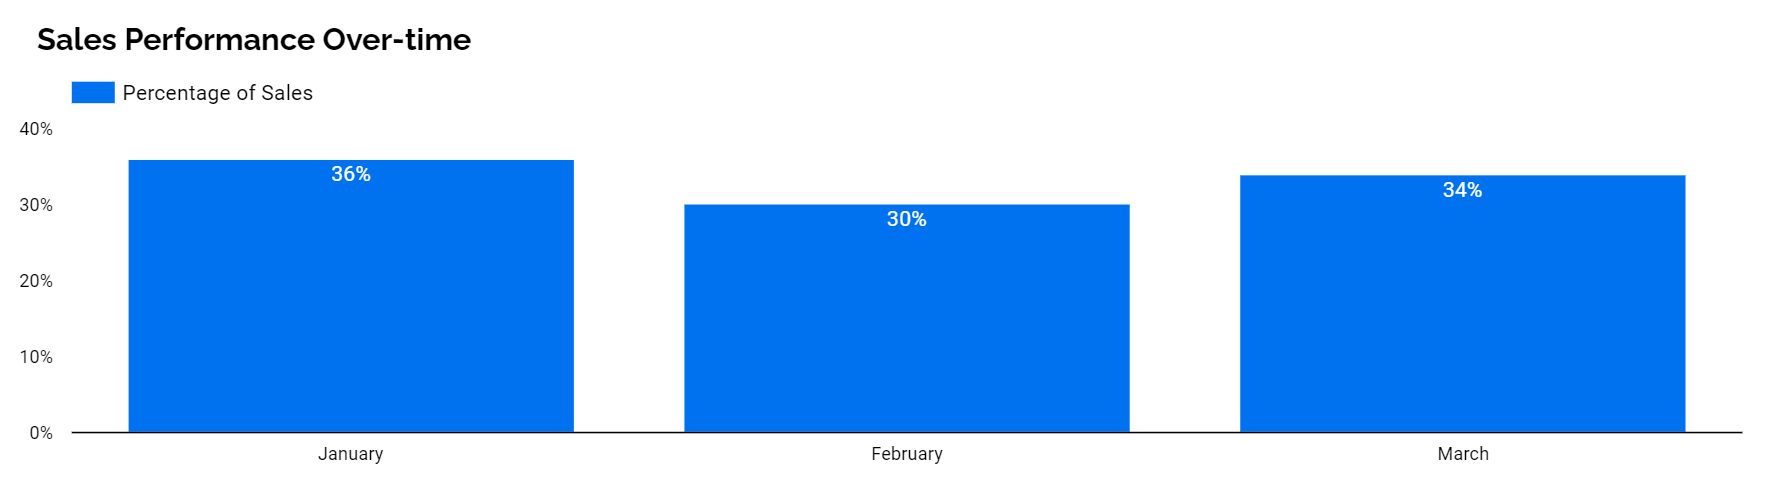 Sales Performance Over-time
Percentage of Sales
40%
36%
34%
30%
30%
20%
10%
0%
January February March